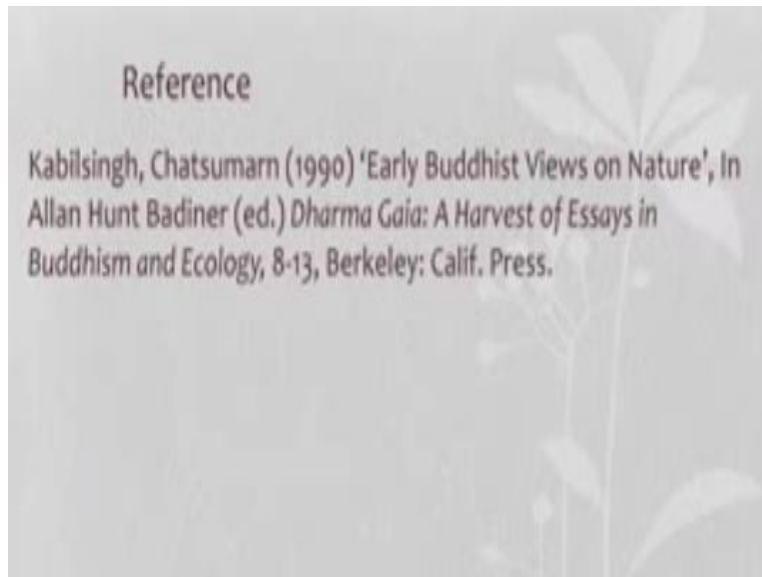 Reference
Kabilsingh, Chatsumarn (1990) ‘Early Buddhist Views on Nature’, In
Allan Hunt Badiner (ed.) Dharma Gaia: A Harvest of Essays in
Buddhism and Ecology, 8-13, Berkeley: Calif. Press.